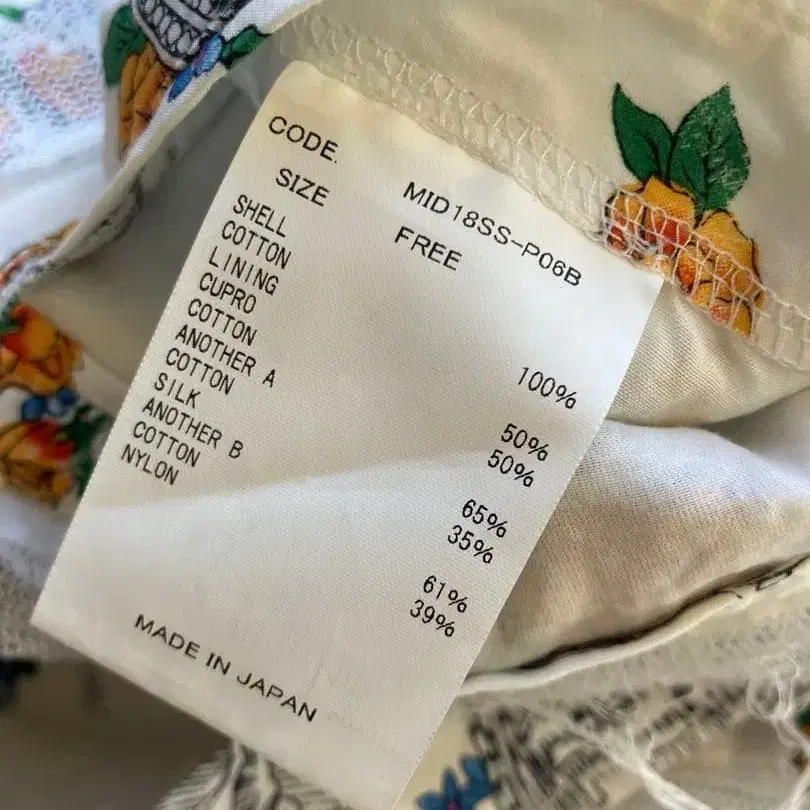 CODE. MID18SS-P06B
SIZE FREE
SHELL
COTTON 100%
LINING
CUPRO 50%
COTTON 50%
ANOTHER A
COTTON 65%
SILK 35%
ANOTHER B
COTTON 61%
NYLON 39%
MADE IN JAPAN